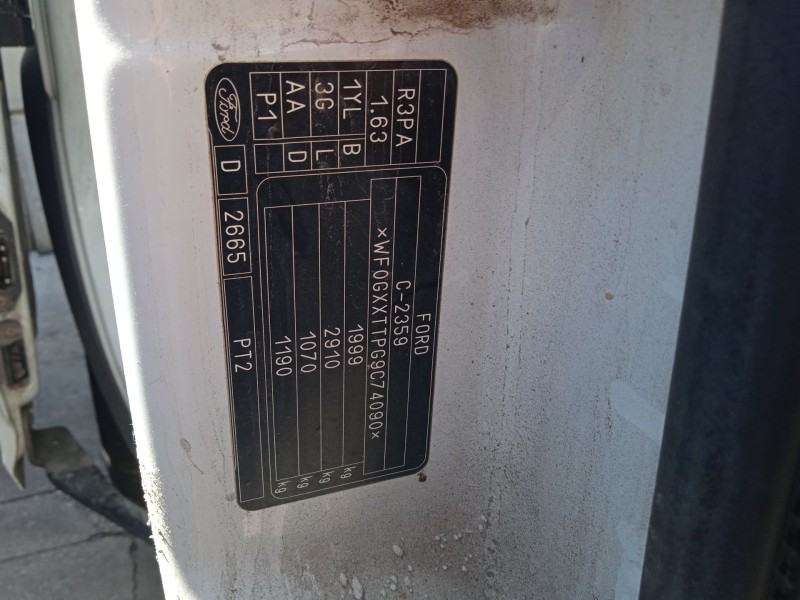 FORD
R3PA
C-2359
1.63
×WF0GXXTTPG9C74090×
1YL B
1999 kg
3G L
2910 kg
AA D
1070 kg
P.1
1190 kg
Ford D 2665 PT2